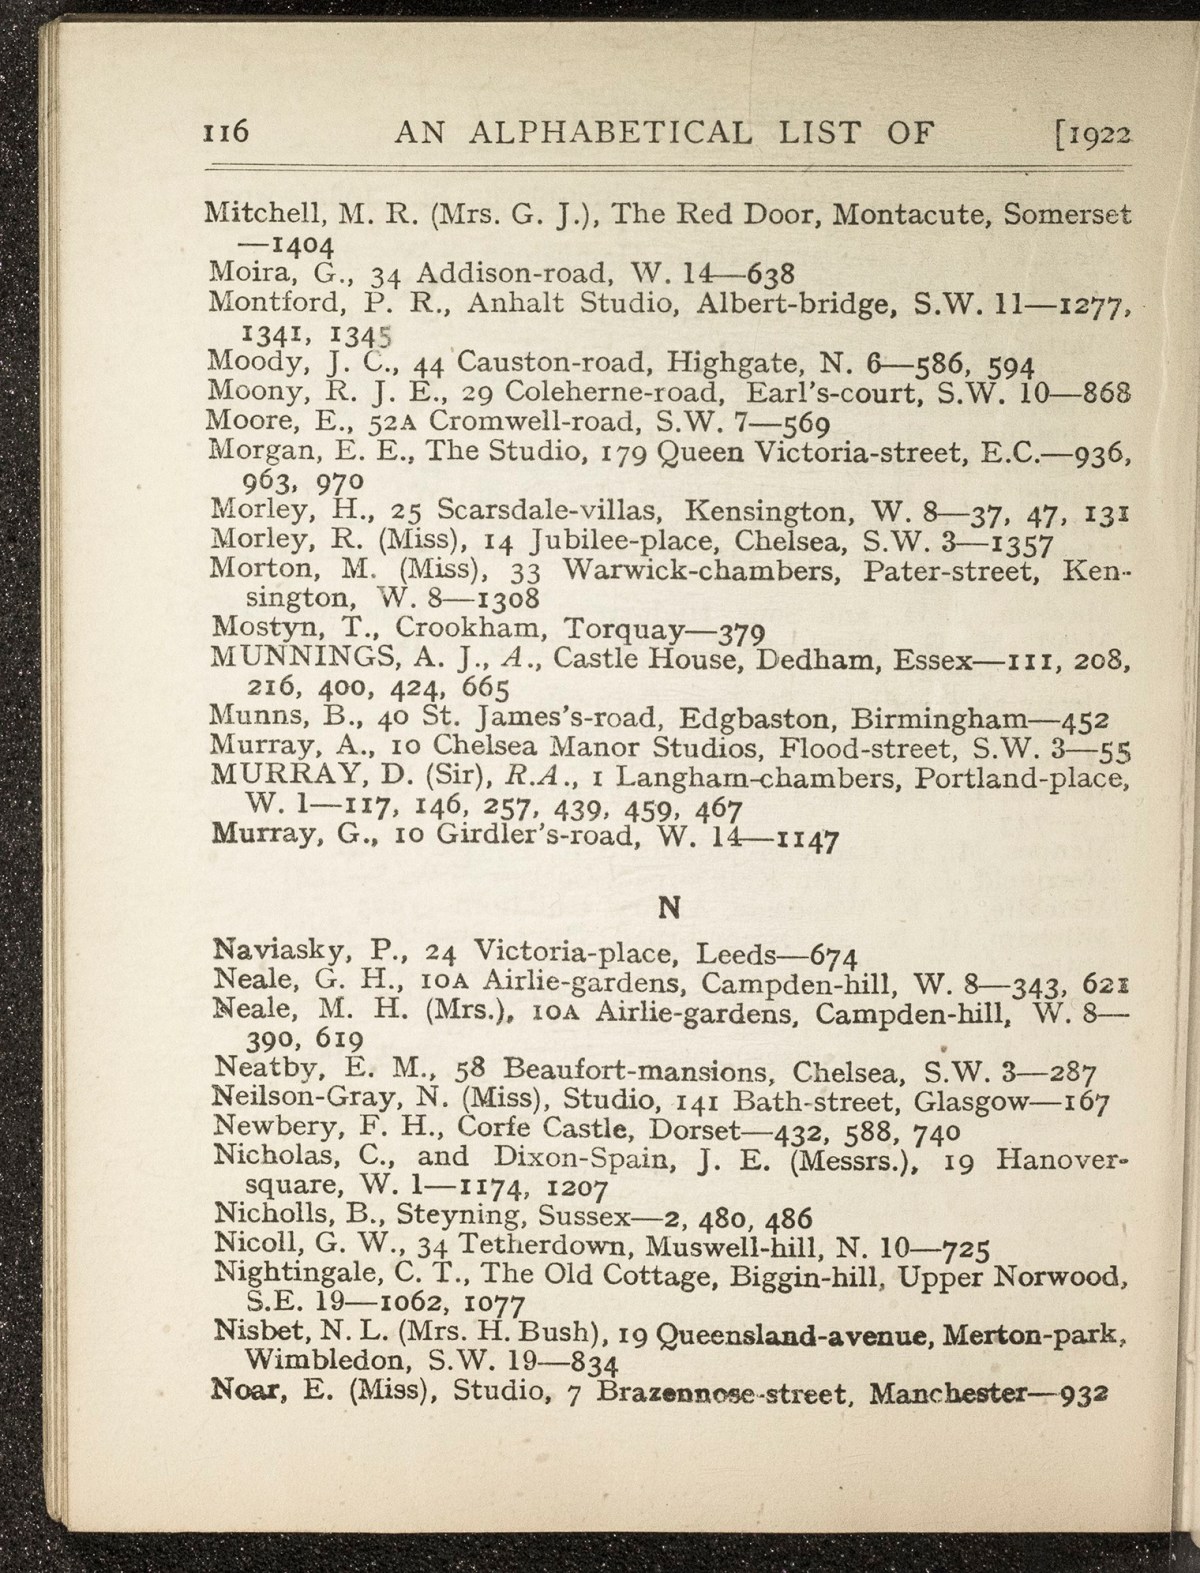 116 AN ALPHABETICAL LIST OF [1922
Mitchell, M. R. (Mrs. G. J.), The Red Door, Montacute, Somerset
—1404
Moira, G., 34 Addison-road, W. 14—638
Montford, P. R., Anhalt Studio, Albert-bridge, S.W. 11—1277,
1341, 1345
Moody, J. C., 44 Causton-road, Highgate, N. 6—586, 594
Moony, R. J. E., 29 Coleherne-road, Earl's-court, S.W. 10—868
Moore, E., 52A Cromwell-road, S.W. 7—569
Morgan, E. E., The Studio, 179 Queen Victoria-street, E.C.—936,
963, 970
Morley, H., 25 Scarsdale-villas, Kensington, W. 8—37, 47, 131
Morley, R. (Miss), 14 Jubilee-place, Chelsea, S.W. 3—1357
Morton, M. (Miss), 33 Warwick-chambers, Pater-street, Ken-
sington, W. 8—1308
Mostyn, T., Crookham, Torquay—379
MUNNINGS, A. J., A., Castle House, Dedham, Essex—111, 208,
216, 400, 424, 665
Munns, B., 40 St. James's-road, Edgbaston, Birmingham—452
Murray, A., 10 Chelsea Manor Studios, Flood-street, S.W. 3—55
MURRAY, D. (Sir), R.A., 1 Langham-chambers, Portland-place,
W. 1—117, 146, 257, 439, 459, 467
Murray, G., 10 Girdler's-road, W. 14—1147
N
Naviasky, P., 24 Victoria-place, Leeds—674
Neale, G. H., 10A Airlie-gardens, Campden-hill, W. 8—343, 621
Neale, M. H. (Mrs.), 10A Airlie-gardens, Campden-hill, W. 8—
390, 619
Neatby, E. M., 58 Beaufort-mansions, Chelsea, S.W. 3—287
Neilson-Gray, N. (Miss), Studio, 141 Bath-street, Glasgow—167
Newbery, F. H., Corfe Castle, Dorset—432, 588, 740
Nicholas, C., and Dixon-Spain, J. E. (Messrs.), 19 Hanover-
square, W. 1—1174, 1207
Nicholls, B., Steyning, Sussex—2, 480, 486
Nicoll, G. W., 34 Tetherdown, Muswell-hill, N. 10—725
Nightingale, C. T., The Old Cottage, Biggin-hill, Upper Norwood,
S.E. 19—1062, 1077
Nisbet, N. L. (Mrs. H. Bush), 19 Queensland-avenue, Merton-park,
Wimbledon, S.W. 19—834
Noar, E. (Miss), Studio, 7 Brazennose-street, Manchester—932